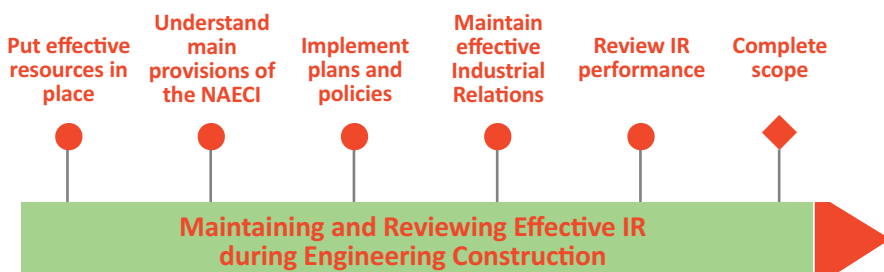 Put effective
resources in
place
Understand
main
provisions of
the NAECI
Implement
plans and
policies
Maintain
effective
Industrial
Relations
Review IR
performance
Complete
scope
Maintaining and Reviewing Effective IR
during Engineering Construction